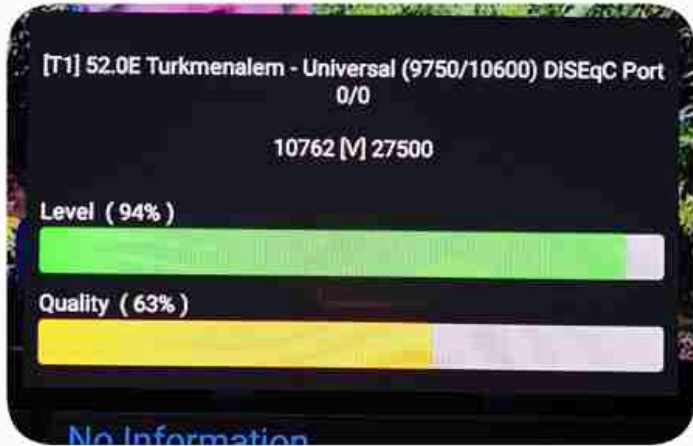 [T1] 52.0E Turkmenalem - Universal (9750/10600) DiSEqC Port
0/0
10762 [V] 27500
Level ( 94% )
Quality ( 63% )
No Information